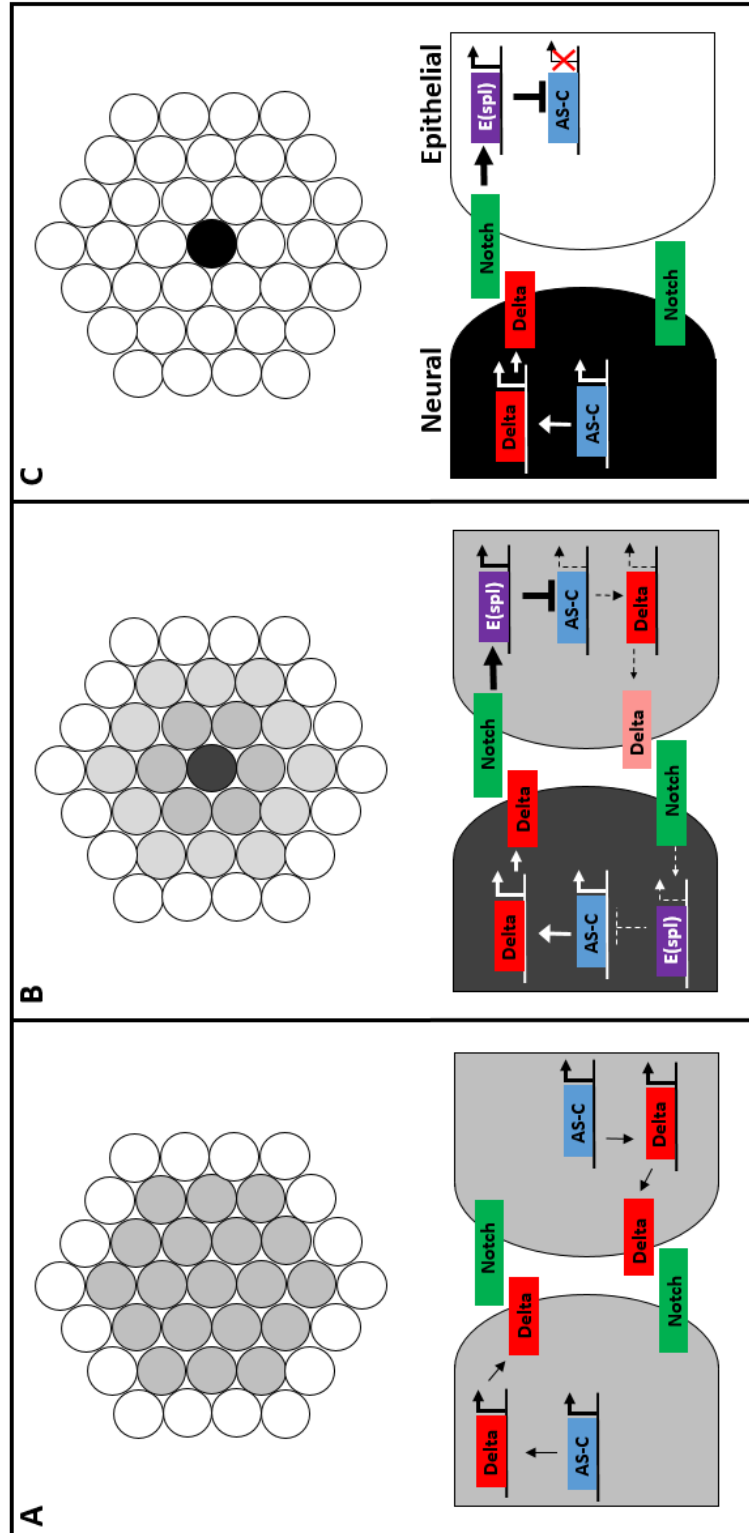 A
Delta
AS-C
Notch
Delta
Delta
Notch
AS-C
Delta
B
Delta
AS-C
E(spl)
Notch
Delta
Delta
Notch
E(spl)
AS-C
Delta
C
Neural
Epithelial
Delta
AS-C
Notch
Delta
Notch
E(spl)
AS-C